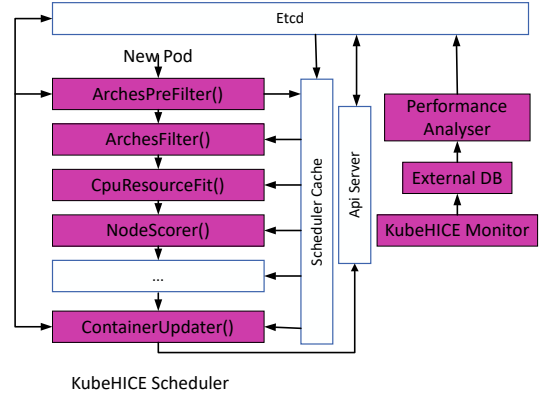 Etcd
New Pod
ArchesPreFilter()
ArchesFilter()
CpuResourceFit()
NodeScorer()
...
ContainerUpdater()
Scheduler Cache
Api Server
Performance
Analyser
External DB
KubeHICE Monitor
KubeHICE Scheduler